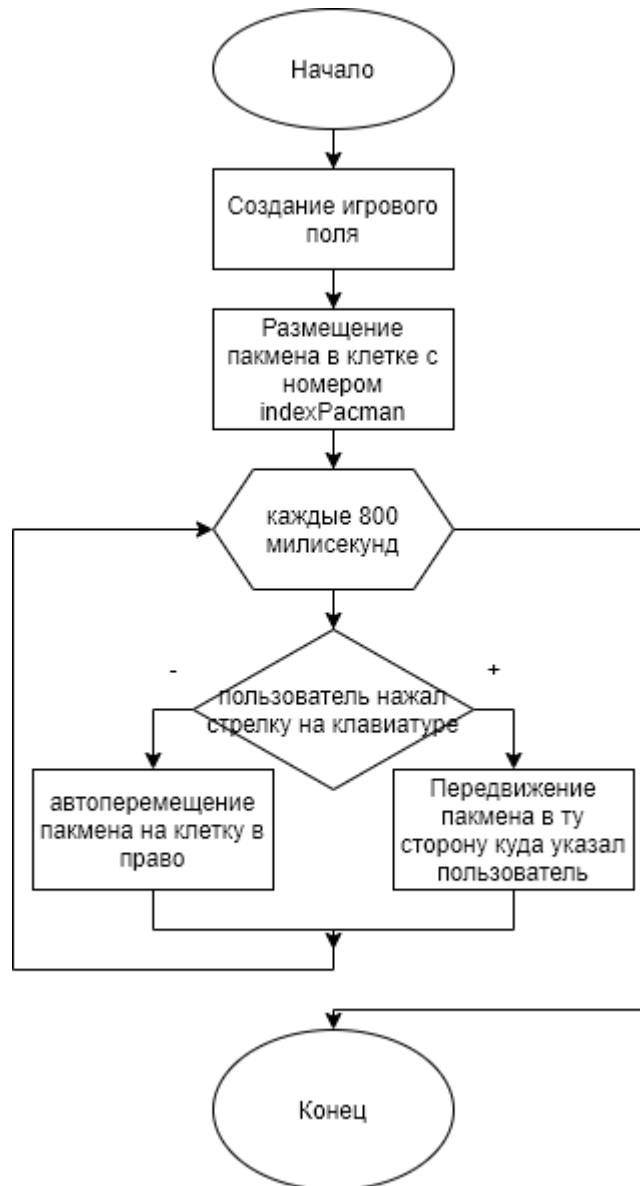 Начало
Создание игрового
поля
Размещение
пакмена в клетке с
номером
indexPacman
каждые 800
милисекунд
-
+
пользователь нажал
стрелку на клавиатуре
автоперемещение
пакмена на клетку в
право
Передвижение
пакмена в ту
сторону куда указал
пользователь
Конец